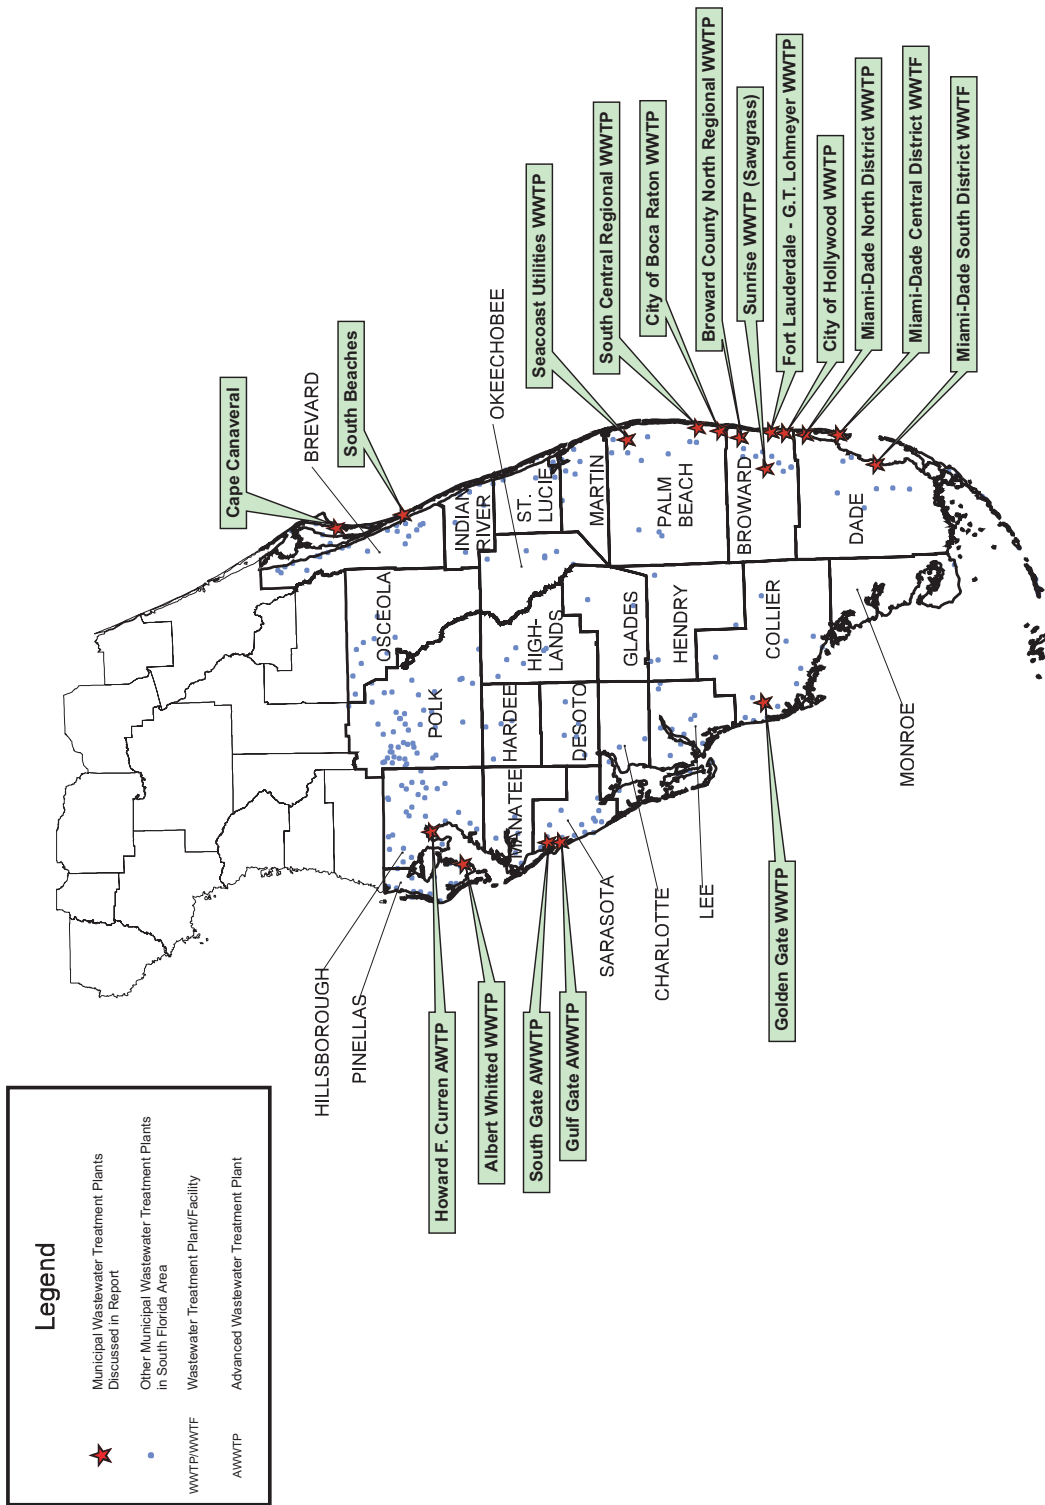 Legend
Municipal Wastewater Treatment Plants
Discussed in Report
Other Municipal Wastewater Treatment Plants
in South Florida Area
WWTP/WWTF
Wastewater Treatment Plant/Facility
AWWTP
Advanced Wastewater Treatment Plant
HILLSBOROUGH
PINELLAS
Howard F. Curren AWTP
Albert Whitted WWTP
South Gate AWWTP
Gulf Gate AWWTP
SARASOTA
CHARLOTTE
LEE
Golden Gate WWTP
MONROE
POLK
OSCEOLA
HARDEE
MANATEE
DESOTO
HIGH-
LANDS
GLADES
HENDRY
COLLIER
INDIAN
RIVER
ST.
LUCIE
MARTIN
PALM
BEACH
BROWARD
DADE
Cape Canaveral
BREVARD
South Beaches
OKEECHOBEE
Seacoast Utilities WWTP
South Central Regional WWTP
City of Boca Raton WWTP
Broward County North Regional WWTP
Sunrise WWTP (Sawgrass)
Fort Lauderdale - G.T. Lohmeyer WWTP
City of Hollywood WWTP
Miami-Dade North District WWTP
Miami-Dade Central District WWTF
Miami-Dade South District WWTF